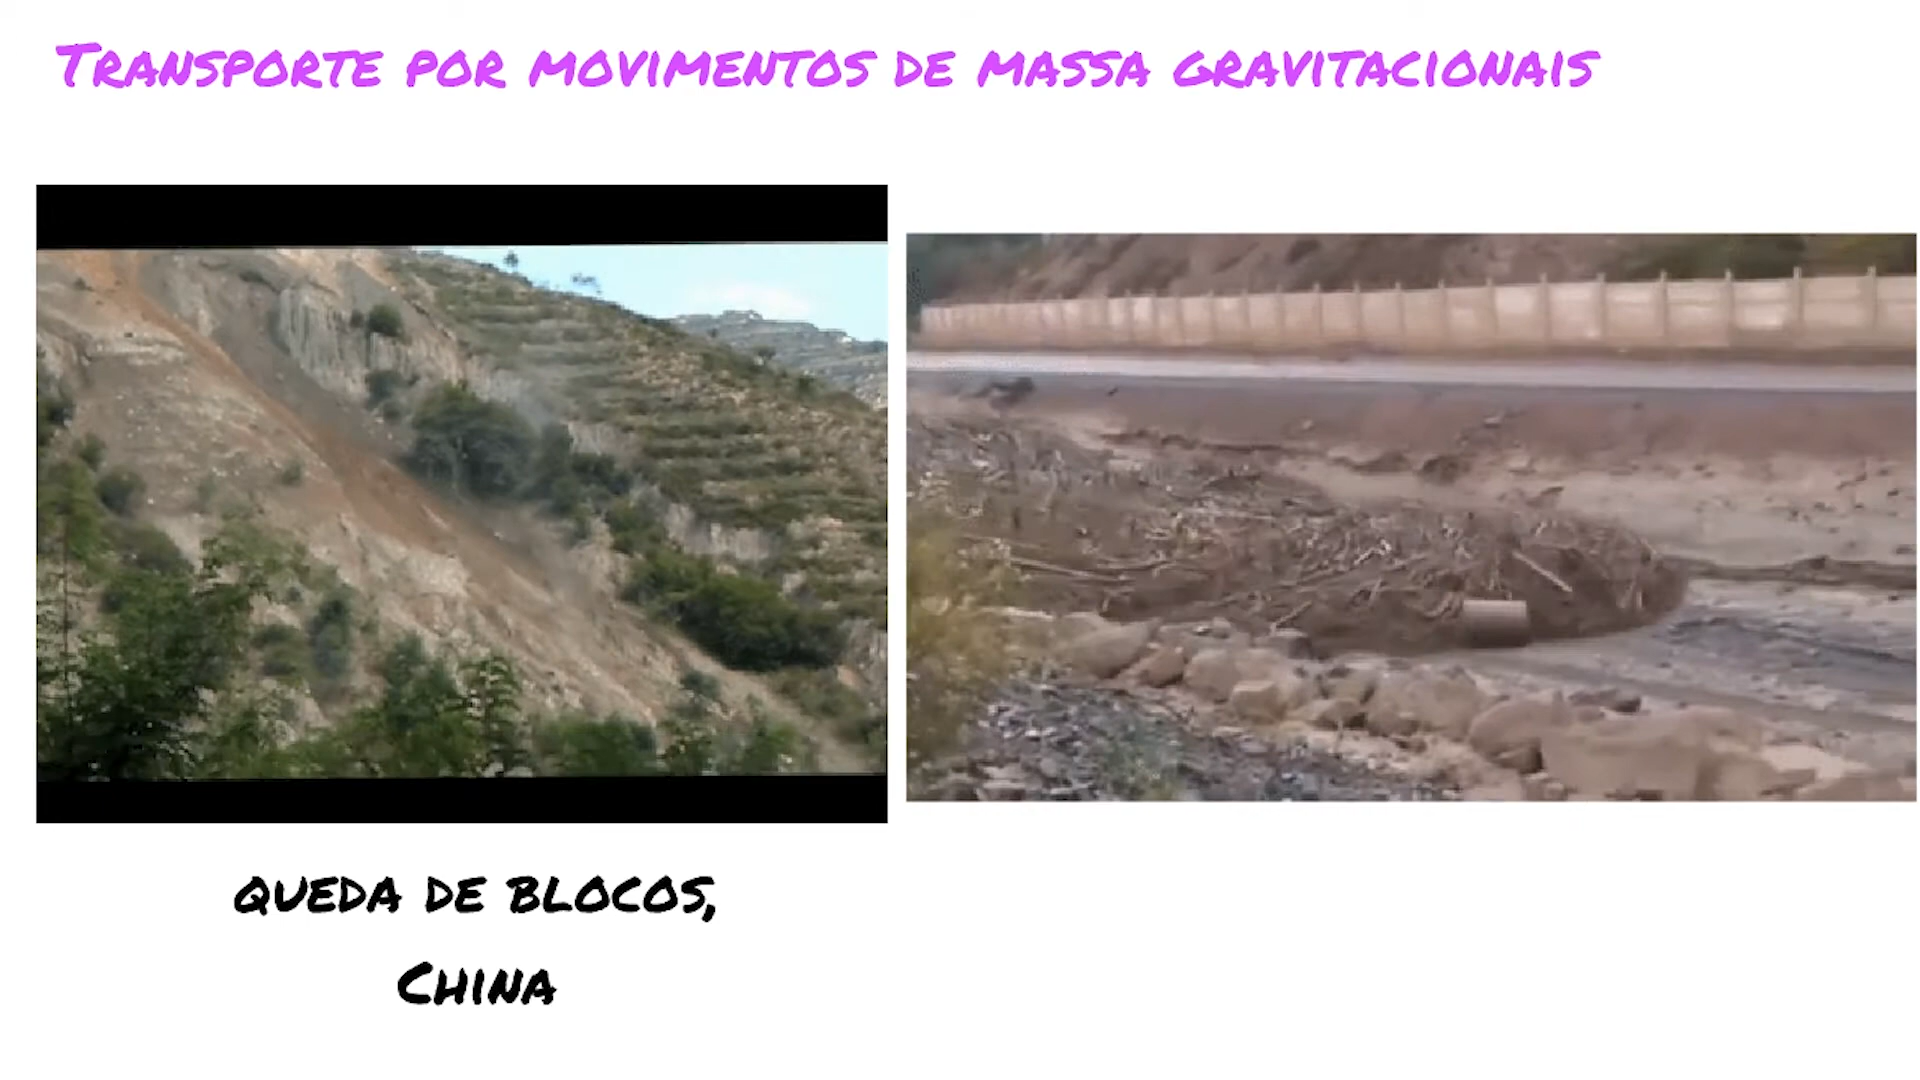 Transporte por movimentos de massa gravitacionais
queda de blocos,
China